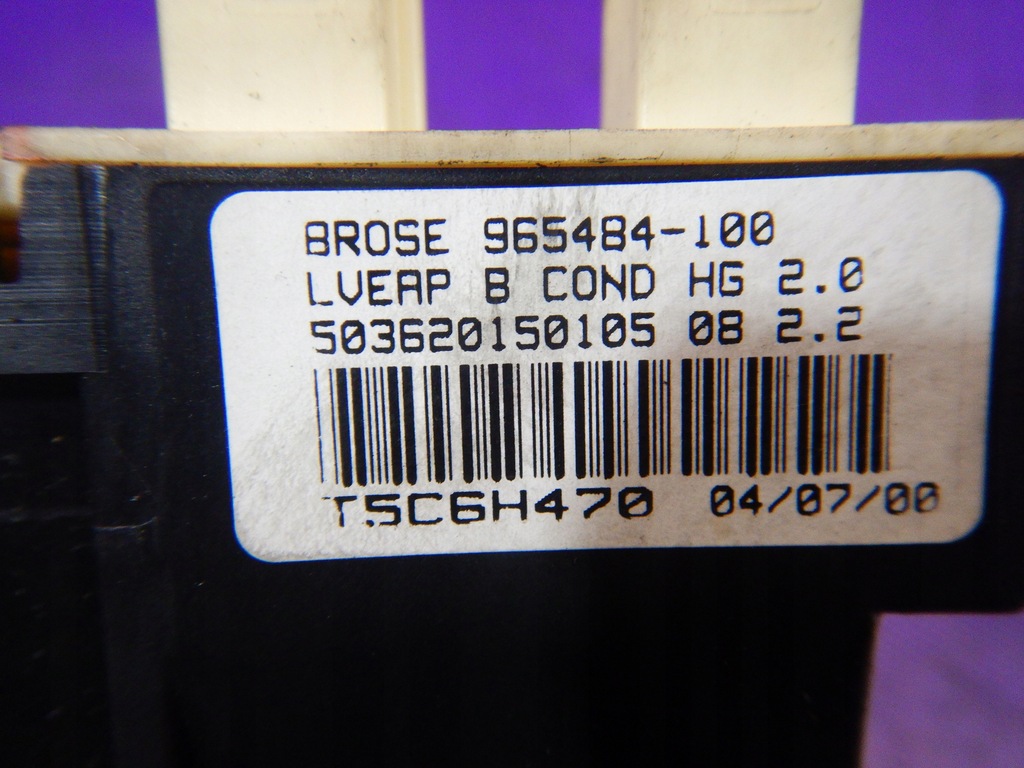 BROSE 965484-100
LVEAP B COND HG 2.0
503620150105 08 2.2
T5C6H470 04/07/00